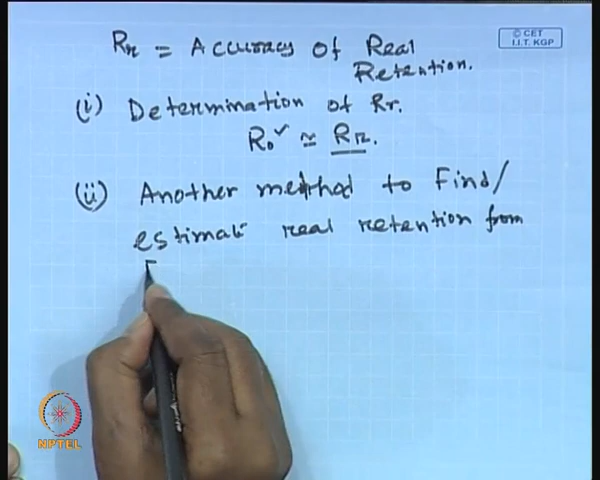 © CET
I.I.T. KGP
Rr = Accuracy of Real
Retention.
(i) Determination of Rr.
Ro ✓ ≃ Rr.
(ii) Another method to Find/
estimate real retention from
NPTEL